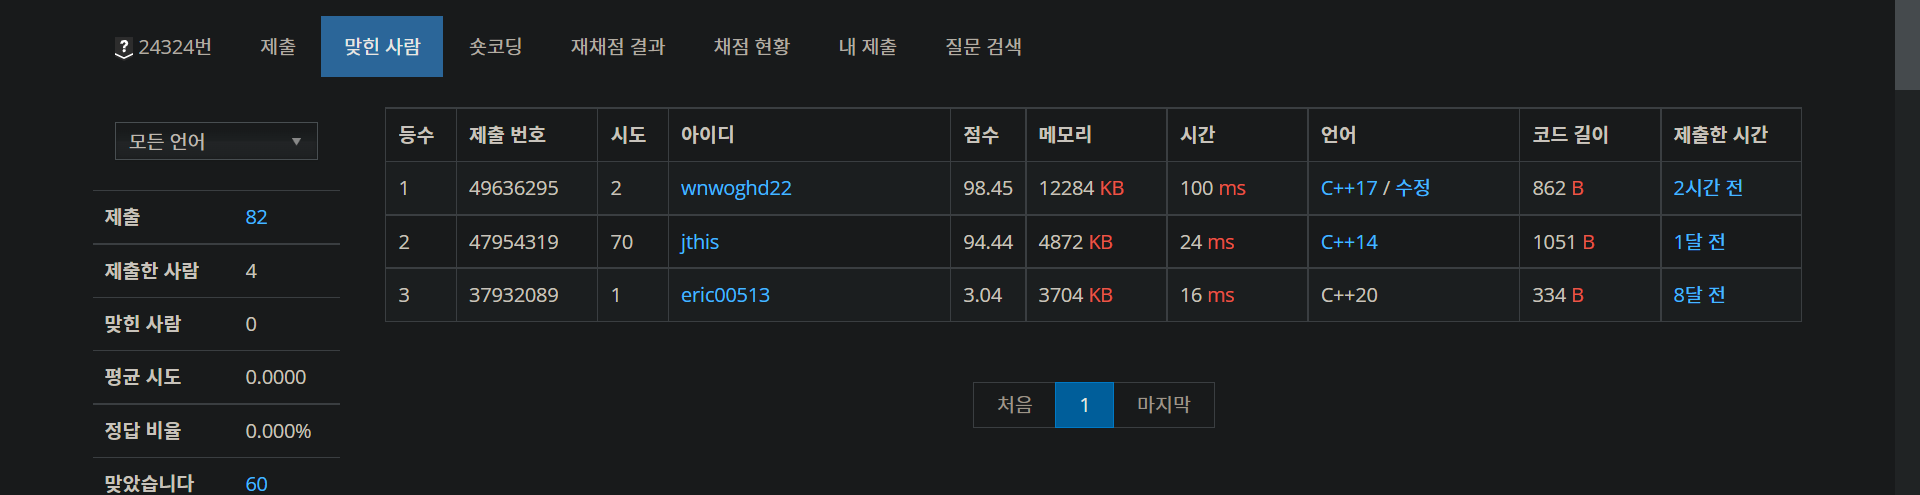 ? 24324번 제출 맞힌 사람 숏코딩 재채점 결과 채점 현황 내 제출 질문 검색
모든 언어
제출 82
제출한 사람 4
맞힌 사람 0
평균 시도 0.0000
정답 비율 0.000%
맞았습니다 60
등수 제출 번호 시도 아이디 점수 메모리 시간 언어 코드 길이 제출한 시간
1 49636295 2 wnwoghd22 98.45 12284 KB 100 ms C++17 / 수정 862 B 2시간 전
2 47954319 70 jthis 94.44 4872 KB 24 ms C++14 1051 B 1달 전
3 37932089 1 eric00513 3.04 3704 KB 16 ms C++20 334 B 8달 전
처음 1 마지막